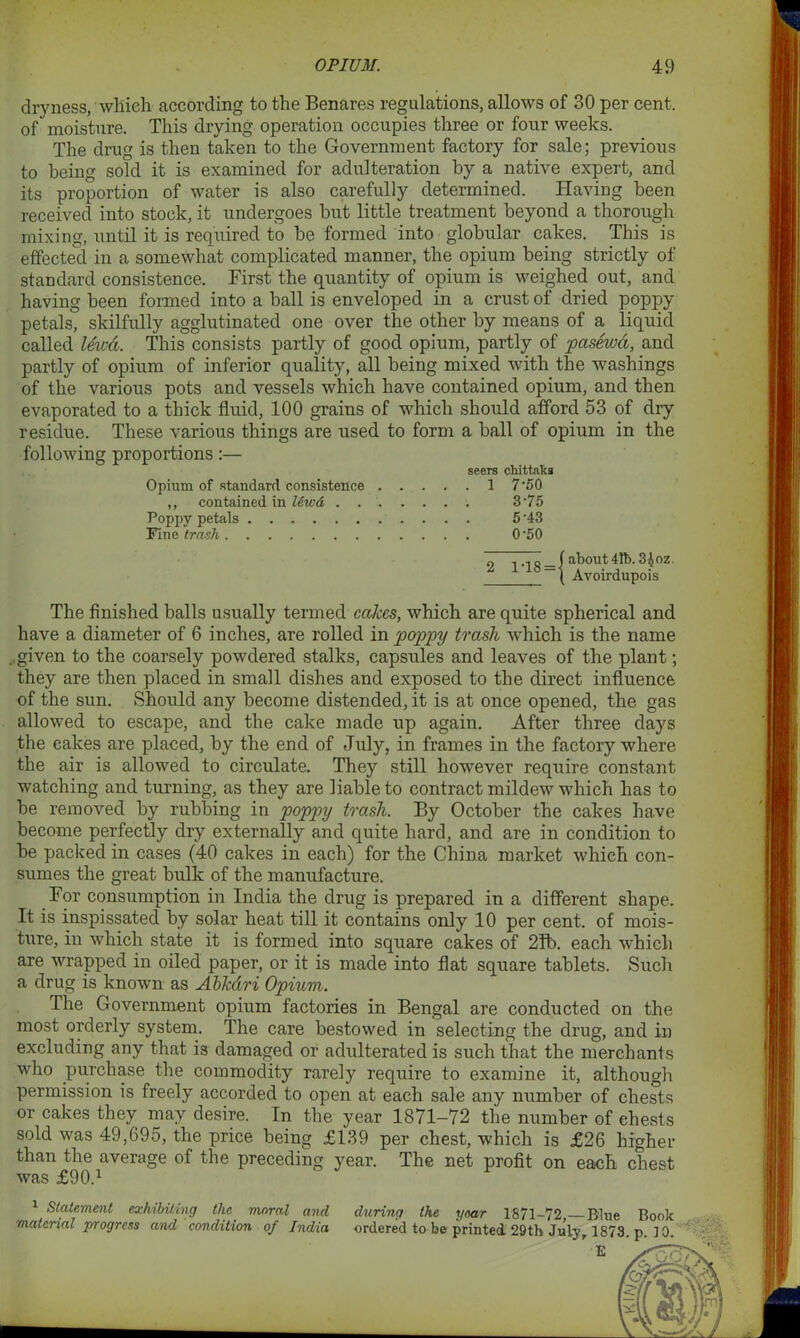 OPIUM. 49
dryness, which according to the Benares regulations, allows of 30 per cent.
of moisture. This drying operation occupies three or four weeks.
The drug is then taken to the Government factory for sale; previous
to being sold it is examined for adulteration by a native expert, and
its proportion of water is also carefully determined. Having been
received into stock, it undergoes but little treatment beyond a thorough
mixing, until it is required to be formed into globular cakes. This is
effected in a somewhat complicated manner, the opium being strictly of
standard consistence. First the quantity of opium is weighed out, and
having been formed into a ball is enveloped in a crust of dried poppy
petals, skilfully agglutinated one over the other by means of a liquid
called léwá. This consists partly of good opium, partly of paséwá, and
partly of opium of inferior quality, all being mixed with the washings
of the various pots and vessels which have contained opium, and then
evaporated to a thick fluid, 100 grains of which should afford 53 of dry
residue. These various things are used to form a ball of opium in the
following proportions :—
seers chittaks
Opium of standard consistence . . . . . 1 7·50
,, contained in léwá . . . . . . . 3·75
Poppy petals . . . . . . . . . . . . 5·43
Fine trash . . . . . . . . . . . . . 0·50
2 1·18 = { about 4℔. 3½oz.
{ Avoirdupois
The finished balls usually termed cakes, which are quite spherical and
have a diameter of 6 inches, are rolled in poppy trash which is the name
given to the coarsely powdered stalks, capsules and leaves of the plant;
they are then placed in small dishes and exposed to the direct influence
of the sun. Should any become distended, it is at once opened, the gas
allowed to escape, and the cake made up again. After three days
the cakes are placed, by the end of July, in frames in the factory where
the air is allowed to circulate. They still however require constant
watching and turning, as they are liable to contract mildew which has to
be removed by rubbing in poppy trash. By October the cakes have
become perfectly dry externally and quite hard, and are in condition to
be packed in cases (40 cakes in each) for the China market which con-
sumes the great bulk of the manufacture.
For consumption in India the drug is prepared in a different shape.
It is inspissated by solar heat till it contains only 10 per cent. of mois-
ture, in which state it is formed into square cakes of 2℔. each which
are wrapped in oiled paper, or it is made into flat square tablets. Such
a drug is known as Abkári Opium.
The Government opium factories in Bengal are conducted on the
most orderly system. The care bestowed in selecting the drug, and in
excluding any that is damaged or adulterated is such that the merchants
who purchase the commodity rarely require to examine it, although
permission is freely accorded to open at each sale any number of chests
or cakes they may desire. In the year 1871–72 the number of chests
sold was 49,695, the price being £139 per chest, which is £26 higher
than the average of the preceding year. The net profit on each chest
was £90.¹
¹ Statement exhibiting the moral and
material progress and condition of India
during the year 1871–72,—Blue Book
ordered to be printed 29th July, 1873. p. 10.
E